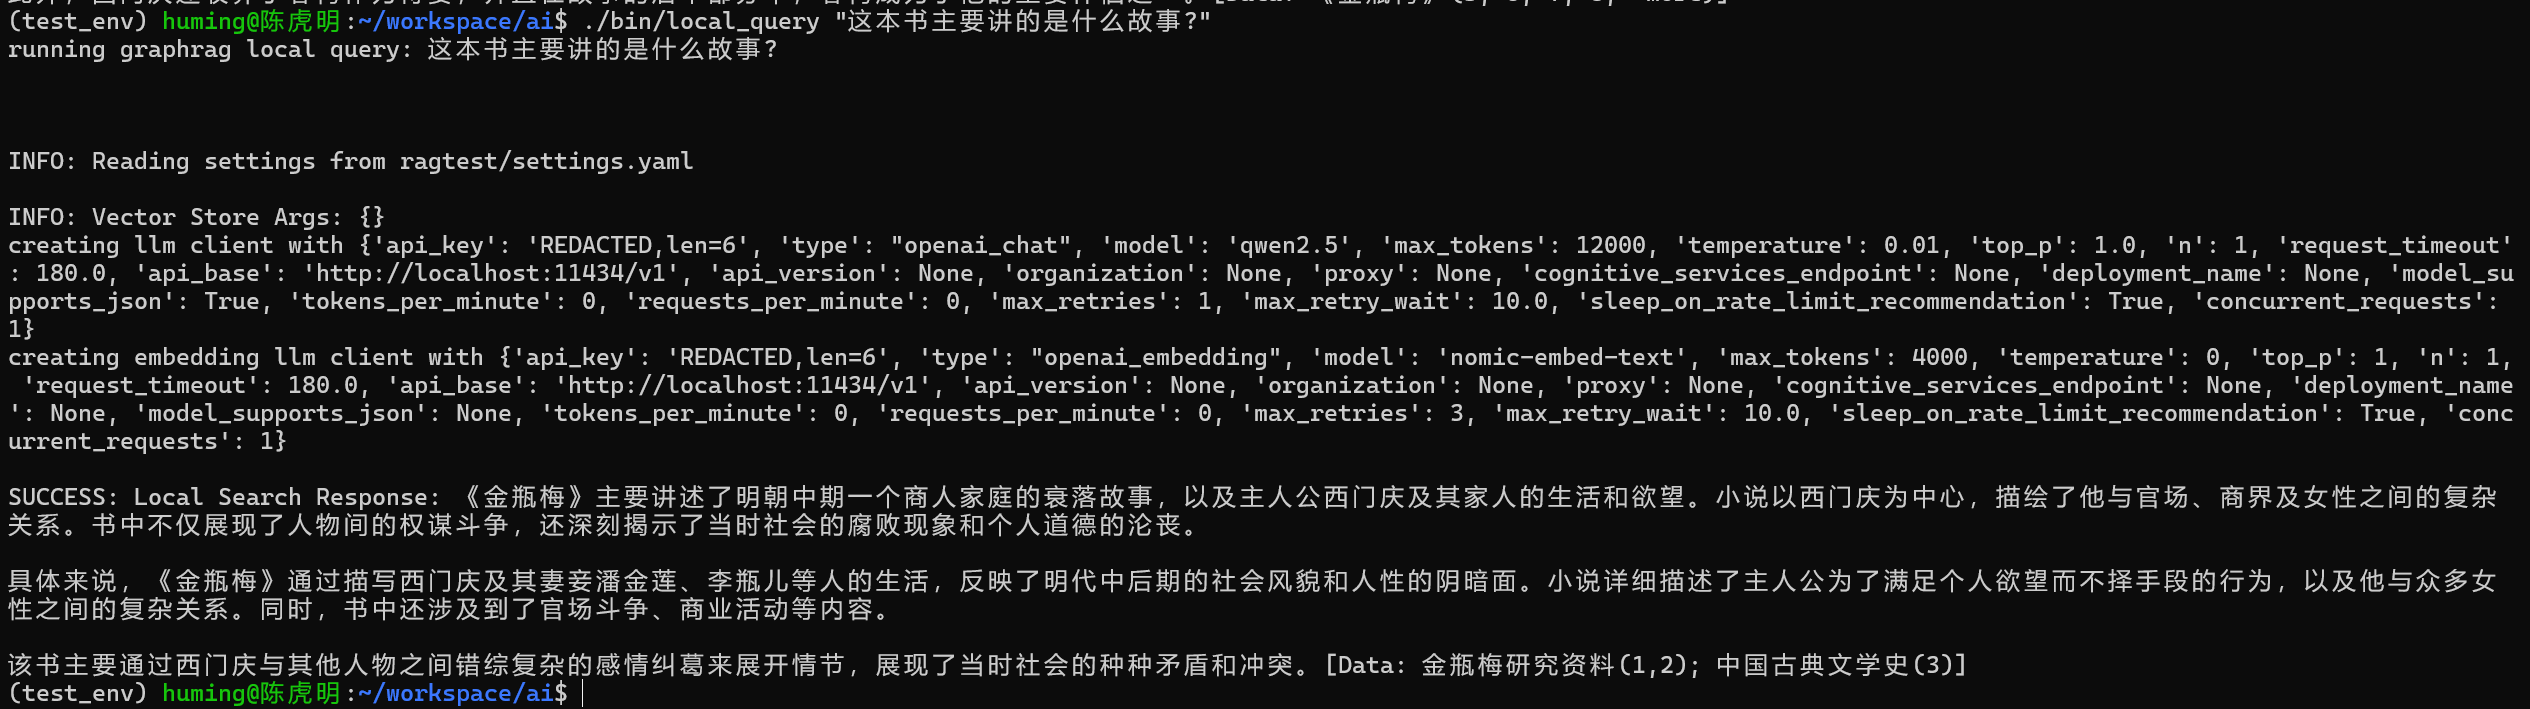 (test_env) huming@陈虎明:~/workspace/ai$ ./bin/local_query "这本书主要讲的是什么故事?"
running graphrag local query: 这本书主要讲的是什么故事?
INFO: Reading settings from ragtest/settings.yaml
INFO: Vector Store Args: {}
creating llm client with {'api_key': 'REDACTED,len=6', 'type': "openai_chat", 'model': 'qwen2.5', 'max_tokens': 12000, 'temperature': 0.01, 'top_p': 1.0, 'n': 1, 'request_timeout'
: 180.0, 'api_base': 'http://localhost:11434/v1', 'api_version': None, 'organization': None, 'proxy': None, 'cognitive_services_endpoint': None, 'deployment_name': None, 'model_su
pports_json': True, 'tokens_per_minute': 0, 'requests_per_minute': 0, 'max_retries': 1, 'max_retry_wait': 10.0, 'sleep_on_rate_limit_recommendation': True, 'concurrent_requests':
1}
creating embedding llm client with {'api_key': 'REDACTED,len=6', 'type': "openai_embedding", 'model': 'nomic-embed-text', 'max_tokens': 4000, 'temperature': 0, 'top_p': 1, 'n': 1,
'request_timeout': 180.0, 'api_base': 'http://localhost:11434/v1', 'api_version': None, 'organization': None, 'proxy': None, 'cognitive_services_endpoint': None, 'deployment_name
': None, 'model_supports_json': None, 'tokens_per_minute': 0, 'requests_per_minute': 0, 'max_retries': 3, 'max_retry_wait': 10.0, 'sleep_on_rate_limit_recommendation': True, 'conc
urrent_requests': 1}
SUCCESS: Local Search Response: 《金瓶梅》主要讲述了明朝中期一个商人家庭的衰落故事，以及主人公西门庆及其家人的生活和欲望。小说以西门庆为中心，描绘了他与官场、商界及女性之间的复杂
关系。书中不仅展现了人物间的权谋斗争，还深刻揭示了当时社会的腐败现象和个人道德的沦丧。
具体来说，《金瓶梅》通过描写西门庆及其妻妾潘金莲、李瓶儿等人的生活，反映了明代中后期的社会风貌和人性的阴暗面。小说详细描述了主人公为了满足个人欲望而不择手段的行为，以及他与众多女
性之间的复杂关系。同时，书中还涉及到了官场斗争、商业活动等内容。
该书主要通过西门庆与其他人物之间错综复杂的感情纠葛来展开情节，展现了当时社会的种种矛盾和冲突。[Data: 金瓶梅研究资料(1,2); 中国古典文学史(3)]
(test_env) huming@陈虎明:~/workspace/ai$